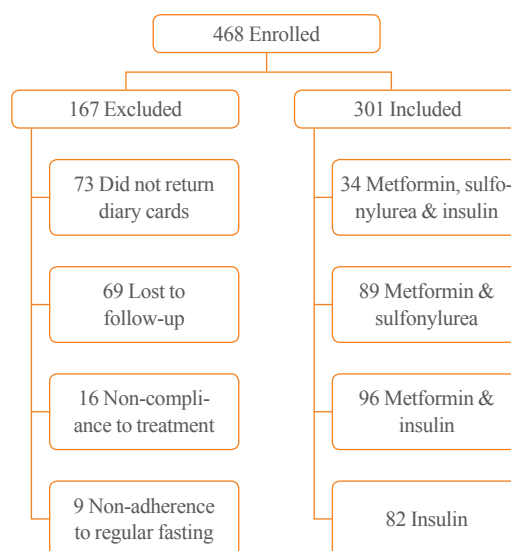 468 Enrolled
167 Excluded
73 Did not return
diary cards
69 Lost to
follow-up
16 Non-compli-
ance to treatment
9 Non-adherence
to regular fasting
301 Included
34 Metformin, sulfo-
nylurea & insulin
89 Metformin &
sulfonylurea
96 Metformin &
insulin
82 Insulin